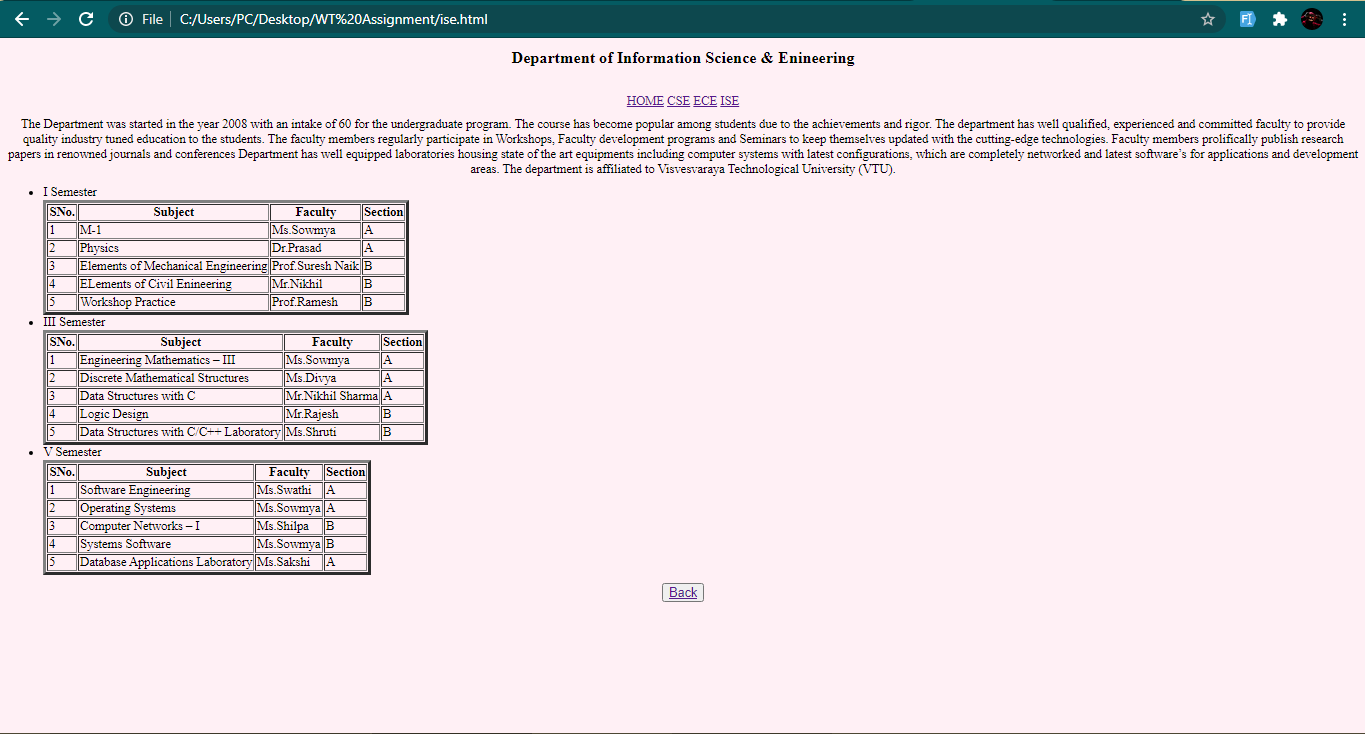 File C:/Users/PC/Desktop/WT%20Assignment/ise.html
Department of Information Science & Enineering
HOME CSE ECE ISE
The Department was started in the year 2008 with an intake of 60 for the undergraduate program. The course has become popular among students due to the achievements and rigor. The department has well qualified, experienced and committed faculty to provide
quality industry tuned education to the students. The faculty members regularly participate in Workshops, Faculty development programs and Seminars to keep themselves updated with the cutting-edge technologies. Faculty members prolifically publish research
papers in renowned journals and conferences Department has well equipped laboratories housing state of the art equipments including computer systems with latest configurations, which are completely networked and latest software’s for applications and development
areas. The department is affiliated to Visvesvaraya Technological University (VTU).
• I Semester
SNo. Subject Faculty Section
1 M-1 Ms.Sowmya A
2 Physics Dr.Prasad A
3 Elements of Mechanical Engineering Prof.Suresh Naik B
4 ELements of Civil Enineering Mr.Nikhil B
5 Workshop Practice Prof.Ramesh B
• III Semester
SNo. Subject Faculty Section
1 Engineering Mathematics – III Ms.Sowmya A
2 Discrete Mathematical Structures Ms.Divya A
3 Data Structures with C Mr.Nikhil Sharma A
4 Logic Design Mr.Rajesh B
5 Data Structures with C/C++ Laboratory Ms.Shruti B
• V Semester
SNo. Subject Faculty Section
1 Software Engineering Ms.Swathi A
2 Operating Systems Ms.Sowmya A
3 Computer Networks – I Ms.Shilpa B
4 Systems Software Ms.Sowmya B
5 Database Applications Laboratory Ms.Sakshi A
Back